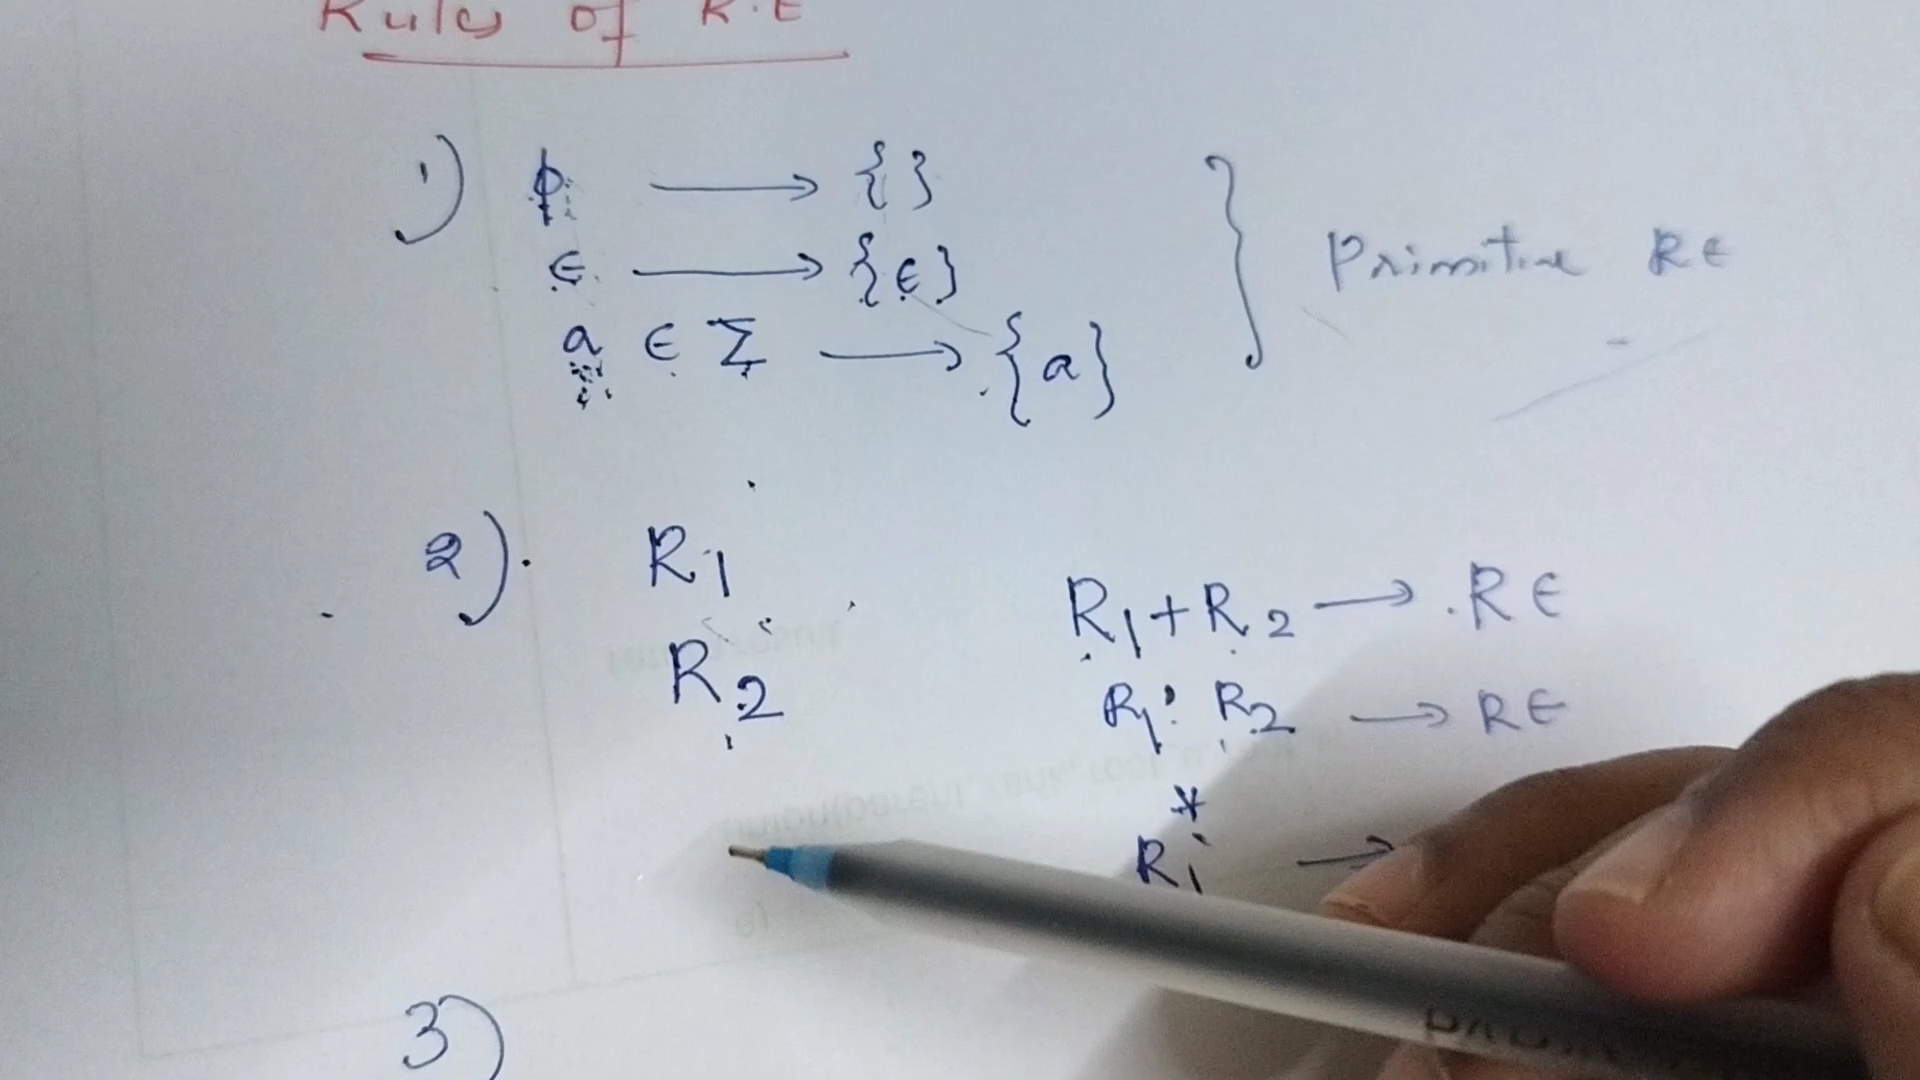 Rules of R.E
1) ϕ → {}
ϵ → {ϵ}
a ∈ Σ → {a}
} Primitive RE
2) R1
R2
R1 + R2 → RE
R1 . R2 → RE
R1* →
3)